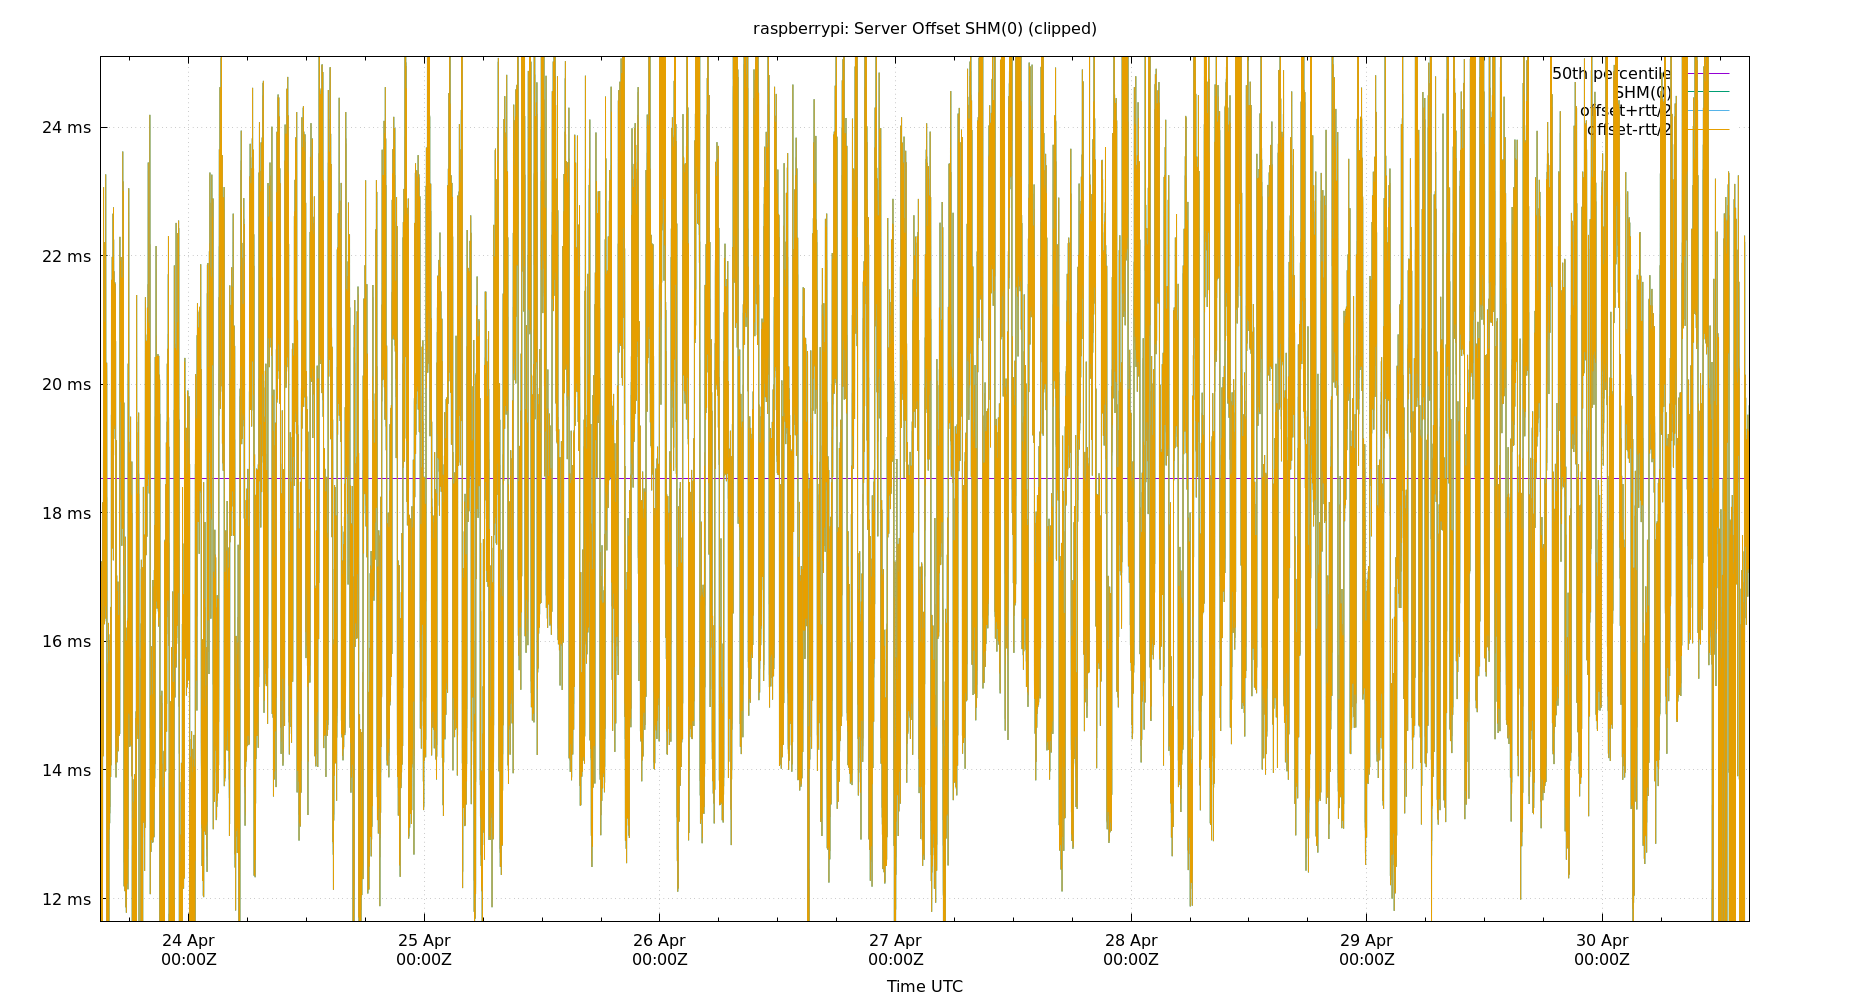 raspberrypi: Server Offset SHM(0) (clipped)
50th percentile
SHM(0)
offset+rtt/2
offset-rtt/2
24 ms
22 ms
20 ms
18 ms
16 ms
14 ms
12 ms
24 Apr 25 Apr 26 Apr 27 Apr 28 Apr 29 Apr 30 Apr
00:00Z 00:00Z 00:00Z 00:00Z 00:00Z 00:00Z 00:00Z
Time UTC